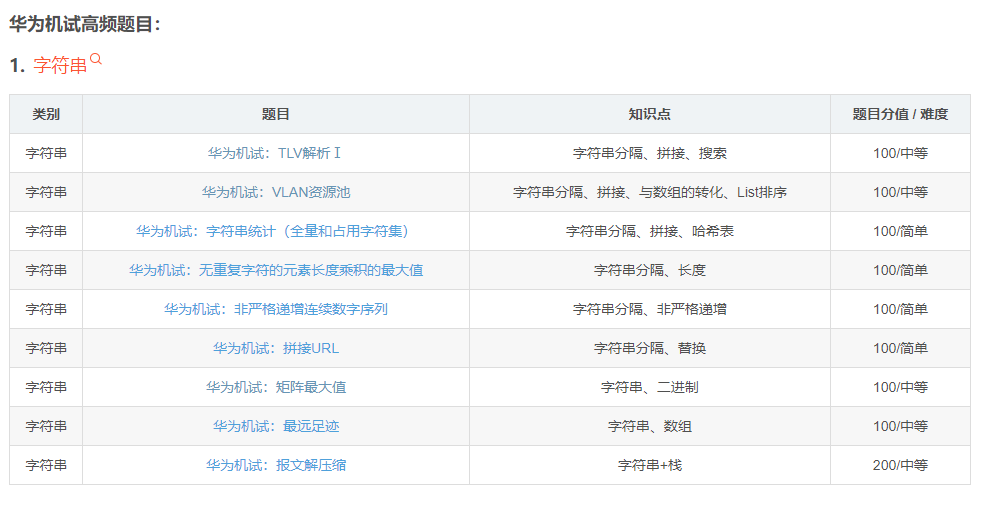 华为机试高频题目：
1. 字符串
类别 题目 知识点 题目分值 / 难度
字符串 华为机试：TLV解析Ⅰ 字符串分隔、拼接、搜索 100/中等
字符串 华为机试：VLAN资源池 字符串分隔、拼接、与数组的转化、List排序 100/中等
字符串 华为机试：字符串统计（全量和占用字符集） 字符串分隔、拼接、哈希表 100/简单
字符串 华为机试：无重复字符的元素长度乘积的最大值 字符串分隔、长度 100/简单
字符串 华为机试：非严格递增连续数字序列 字符串分隔、非严格递增 100/简单
字符串 华为机试：拼接URL 字符串分隔、替换 100/简单
字符串 华为机试：矩阵最大值 字符串、二进制 100/中等
字符串 华为机试：最远足迹 字符串、数组 100/中等
字符串 华为机试：报文解压缩 字符串+栈 200/中等